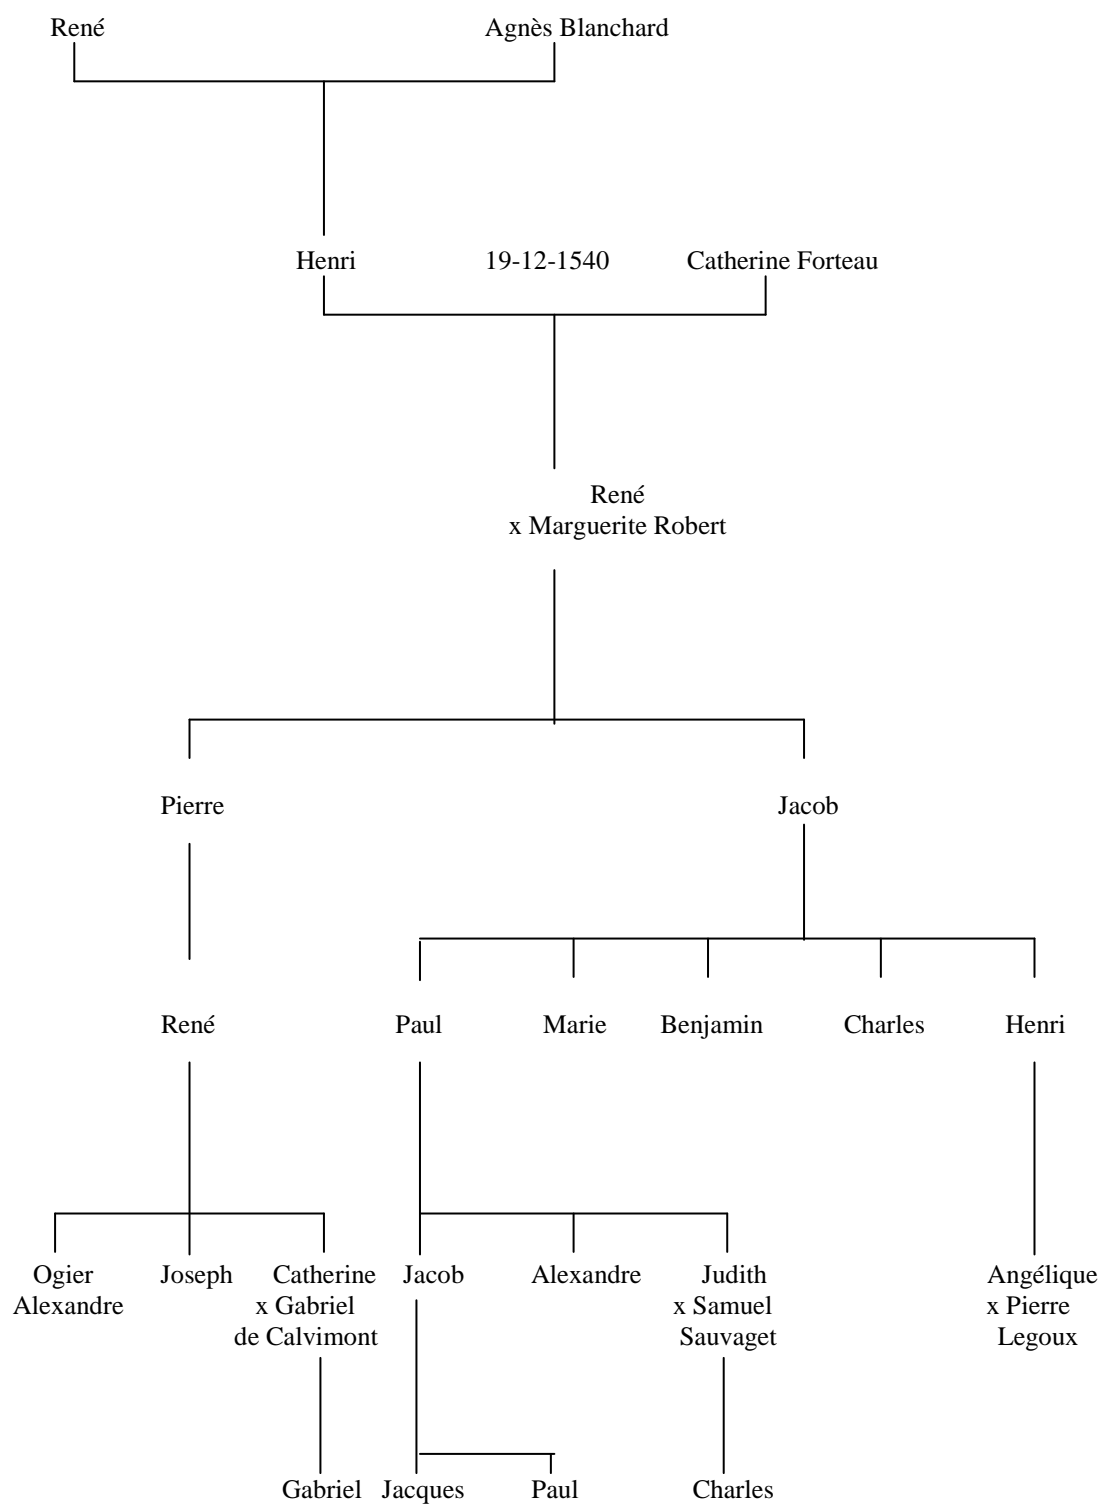 René Agnès Blanchard
Henri 19-12-1540 Catherine Forteau
René
x Marguerite Robert
Pierre Jacob
René Paul Marie Benjamin Charles Henri
Ogier Joseph Catherine Jacob Alexandre Judith Angélique
Alexandre x Gabriel x Samuel x Pierre
de Calvimont Sauvaget Legoux
Gabriel Jacques Paul Charles